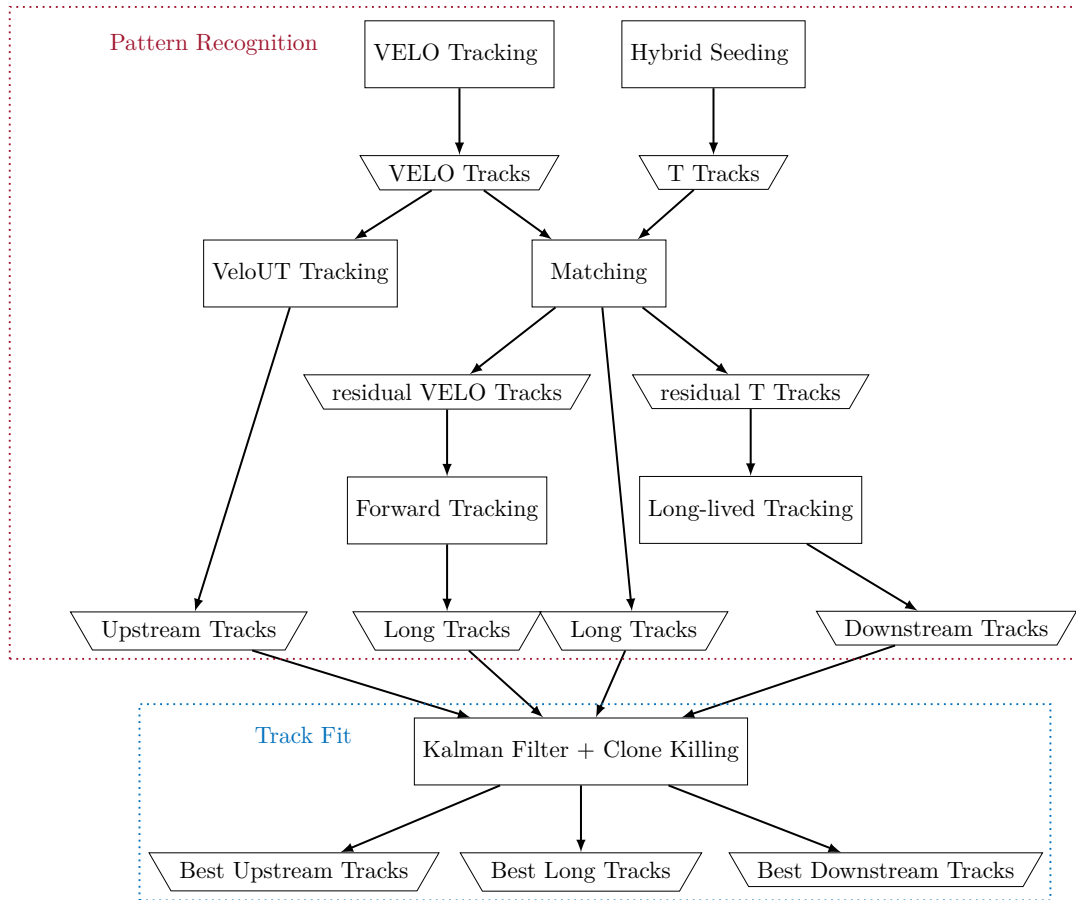 Pattern Recognition
VELO Tracking
Hybrid Seeding
VELO Tracks
T Tracks
VeloUT Tracking
Matching
residual VELO Tracks
residual T Tracks
Forward Tracking
Long-lived Tracking
Upstream Tracks
Long Tracks
Long Tracks
Downstream Tracks
Track Fit
Kalman Filter + Clone Killing
Best Upstream Tracks
Best Long Tracks
Best Downstream Tracks